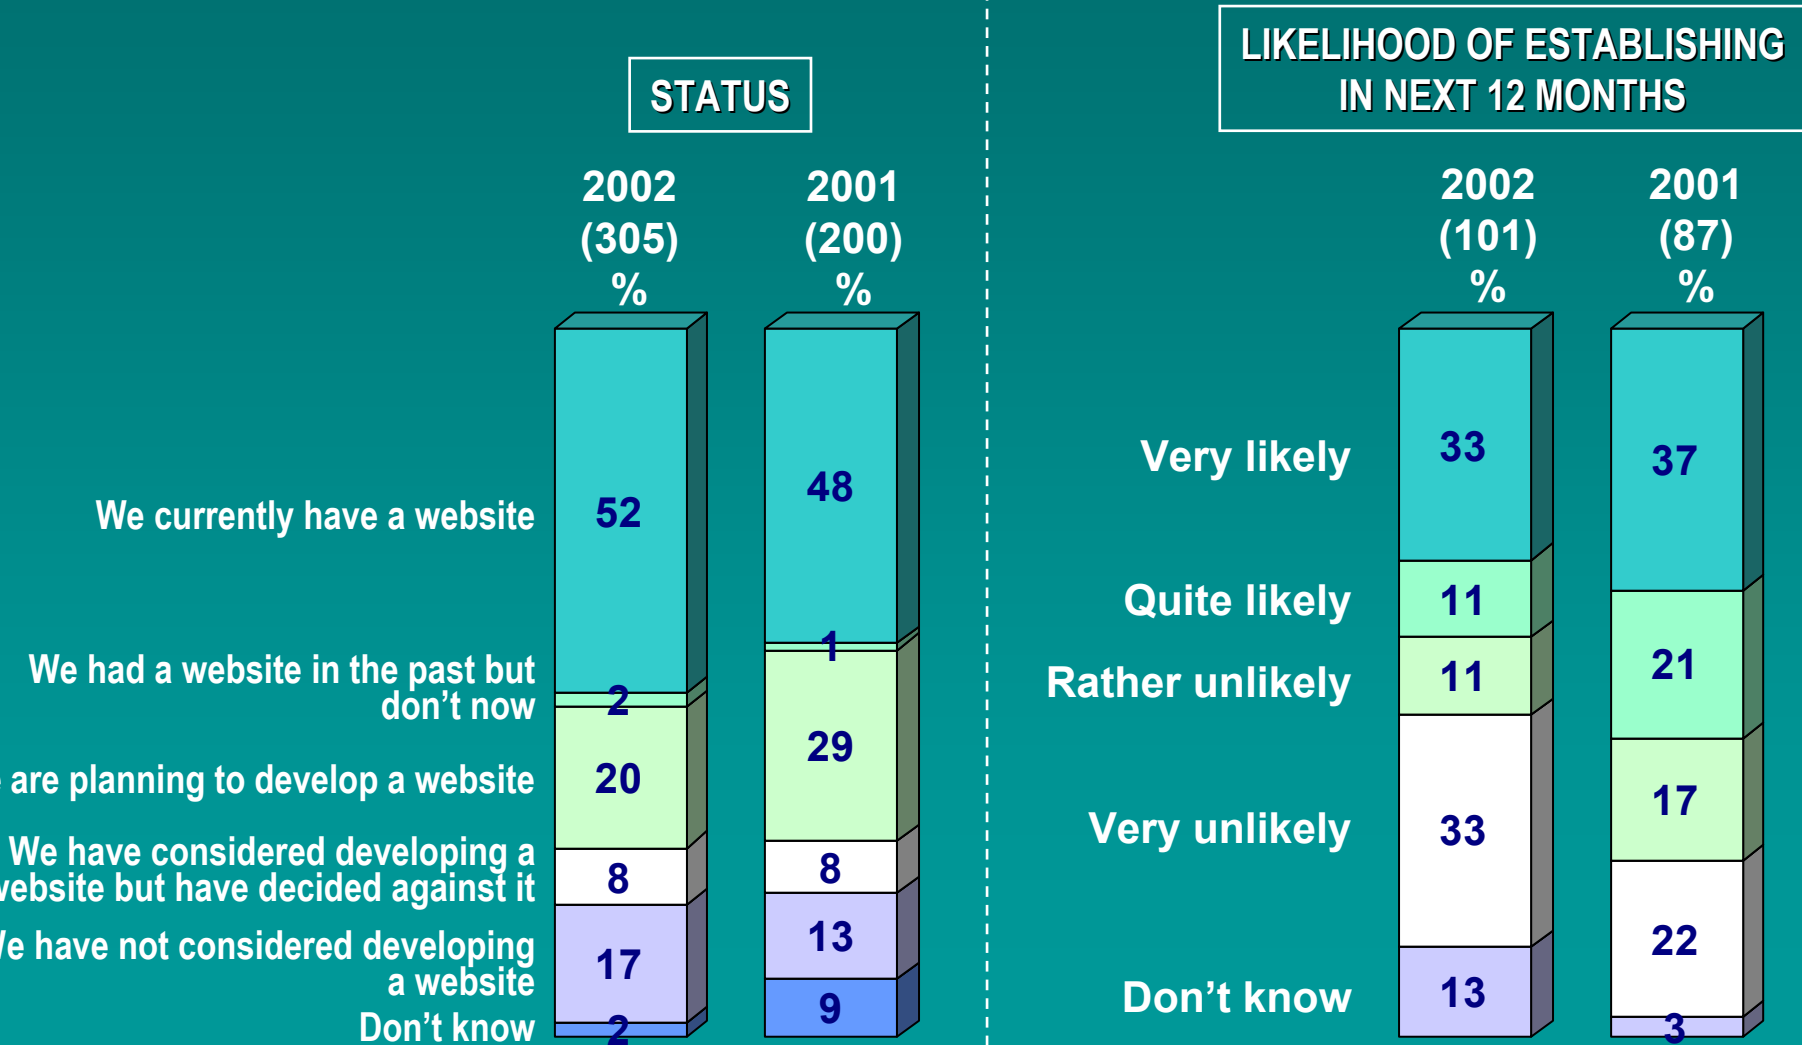 STATUS
2002
(305)
%
2001
(200)
%
We currently have a website
52
48
We had a website in the past but
don't now
2
1
are planning to develop a website
20
29
We have considered developing a
website but have decided against it
8
8
We have not considered developing
a website
17
13
Don't know
2
9
LIKELIHOOD OF ESTABLISHING
IN NEXT 12 MONTHS
2002
(101)
%
2001
(87)
%
Very likely
33
37
Quite likely
11
21
Rather unlikely
11
17
Very unlikely
33
22
Don't know
13
3